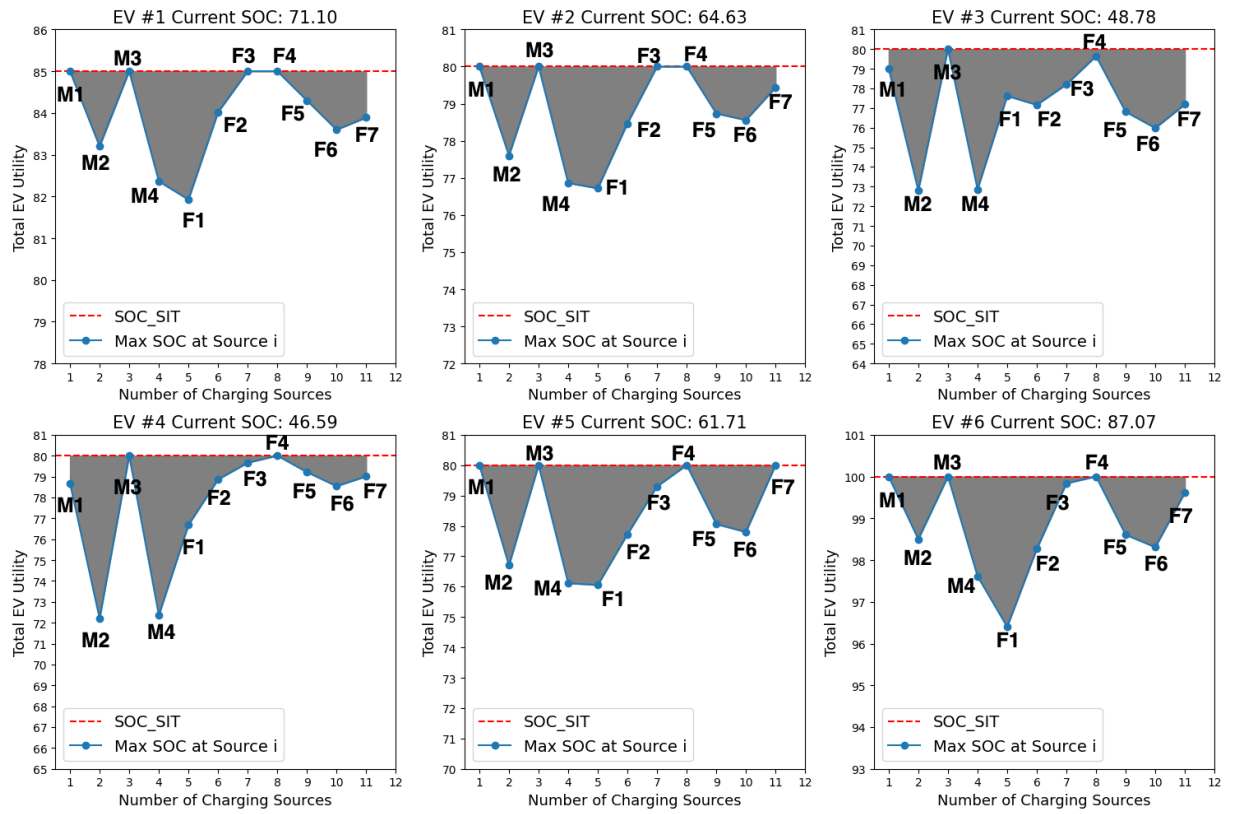 EV #1 Current SOC: 71.10
Total EV Utility
86
85
84
83
82
81
80
79
78
M1
M2
M3
M4
F1
F2
F3
F4
F5
F6
F7
SOC_SIT
Max SOC at Source i
1 2 3 4 5 6 7 8 9 10 11 12
Number of Charging Sources
EV #2 Current SOC: 64.63
Total EV Utility
81
80
79
78
77
76
75
74
73
72
M1
M2
M3
M4
F1
F2
F3
F4
F5
F6
F7
SOC_SIT
Max SOC at Source i
1 2 3 4 5 6 7 8 9 10 11 12
Number of Charging Sources
EV #3 Current SOC: 48.78
Total EV Utility
81
80
79
78
77
76
75
74
73
72
71
70
69
68
67
66
65
64
M1
M2
M3
M4
F1
F2
F3
F4
F5
F6
F7
SOC_SIT
Max SOC at Source i
1 2 3 4 5 6 7 8 9 10 11 12
Number of Charging Sources
EV #4 Current SOC: 46.59
Total EV Utility
81
80
79
78
77
76
75
74
73
72
71
70
69
68
67
66
65
M1
M2
M3
M4
F1
F2
F3
F4
F5
F6
F7
SOC_SIT
Max SOC at Source i
1 2 3 4 5 6 7 8 9 10 11 12
Number of Charging Sources
EV #5 Current SOC: 61.71
Total EV Utility
81
80
79
78
77
76
75
74
73
72
71
70
M1
M2
M3
M4
F1
F2
F3
F4
F5
F6
F7
SOC_SIT
Max SOC at Source i
1 2 3 4 5 6 7 8 9 10 11 12
Number of Charging Sources
EV #6 Current SOC: 87.07
Total EV Utility
101
100
99
98
97
96
95
94
93
M1
M2
M3
M4
F1
F2
F3
F4
F5
F6
F7
SOC_SIT
Max SOC at Source i
1 2 3 4 5 6 7 8 9 10 11 12
Number of Charging Sources